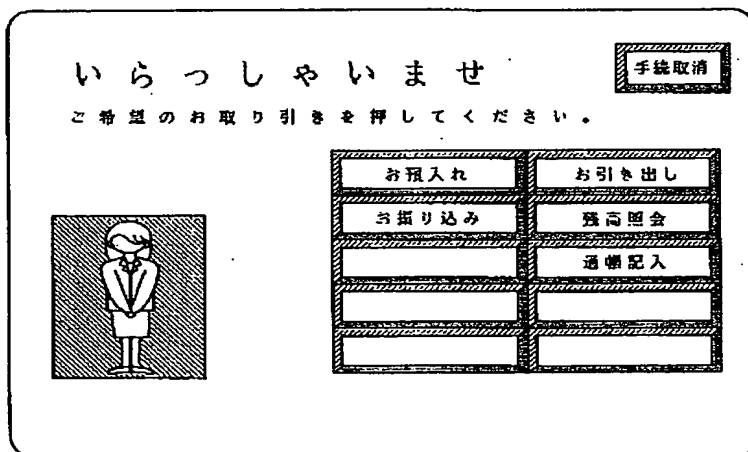 いらっしゃいませ
手続取消
ご希望のお取り引きを押してください。
お預入れ
お引き出し
お振り込み
残高照会
通帳記入